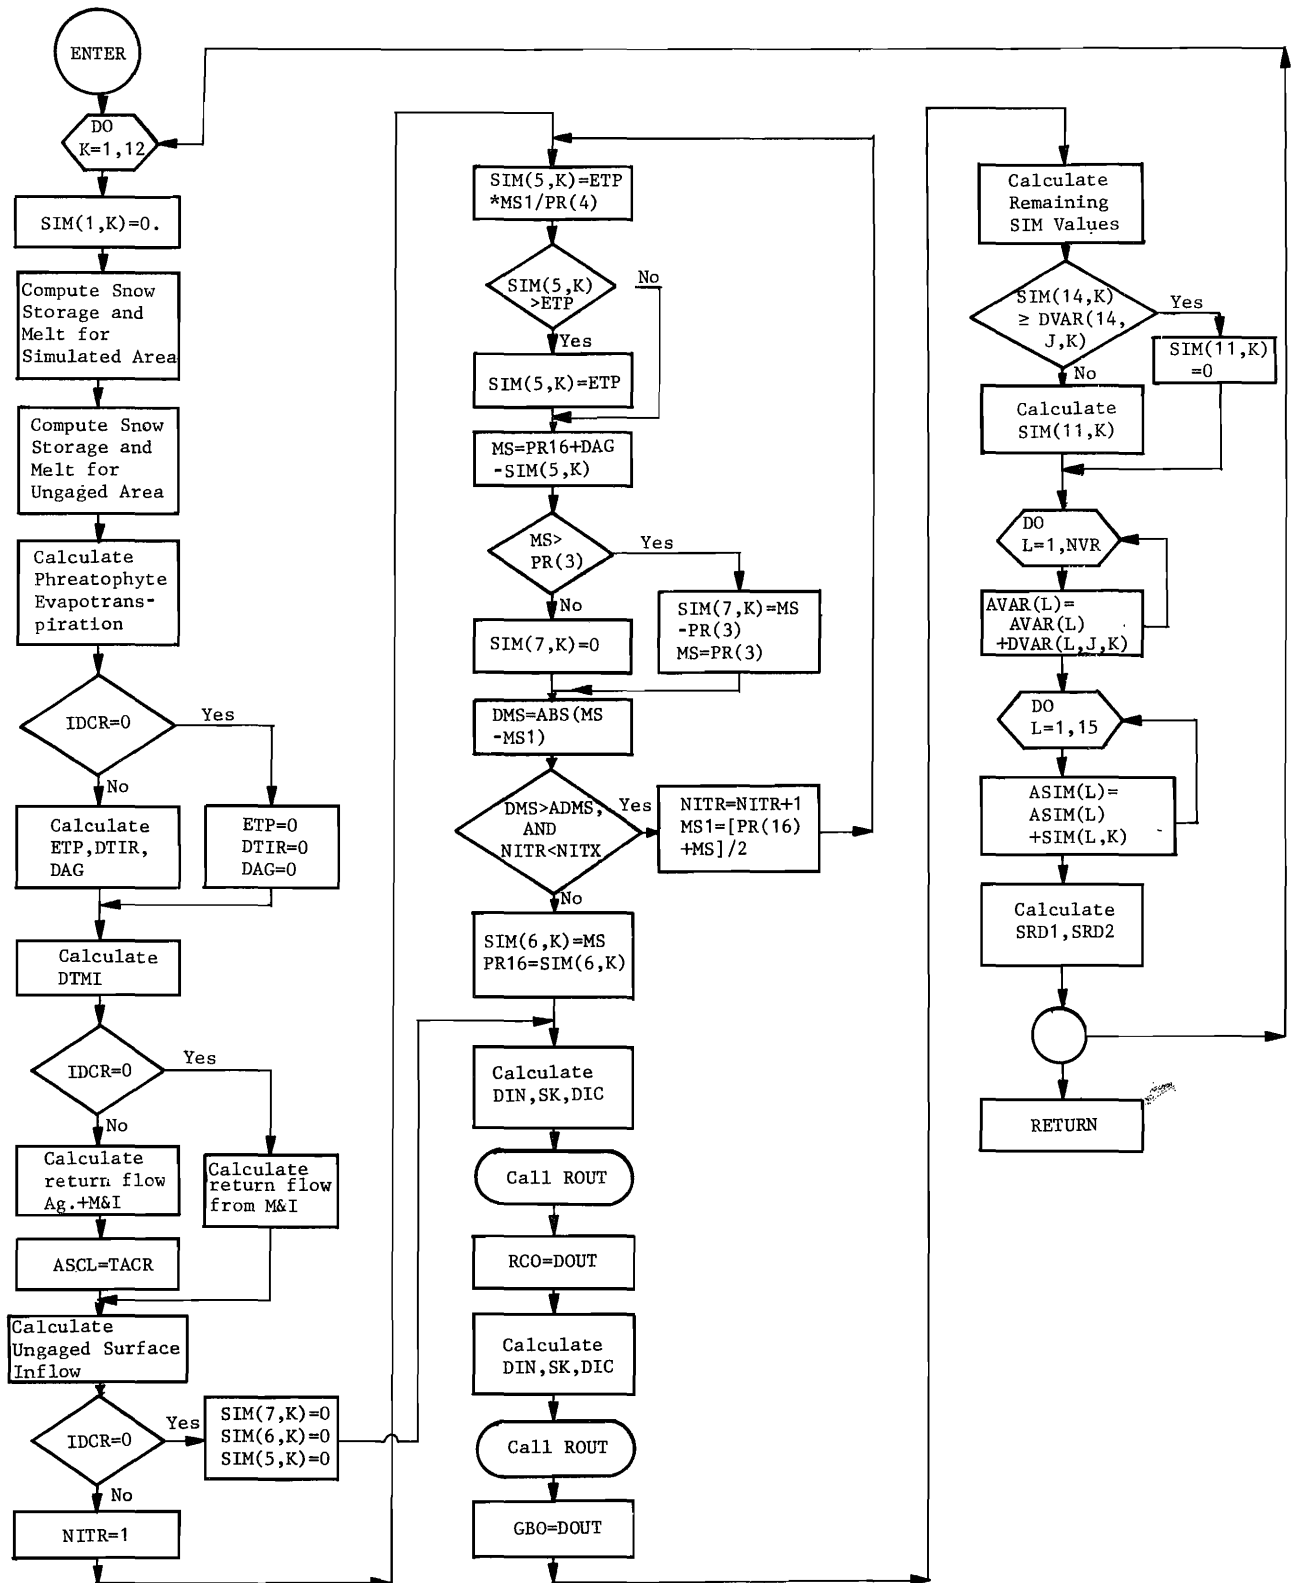 ENTER
DO
K=1,12
SIM(1,K)=0.
Compute Snow
Storage and
Melt for
Simulated Area
Compute Snow
Storage and
Melt for
Ungaged Area
Calculate
Phreatophyte
Evapotrans-
piration
IDCR=0
Yes
No
Calculate
ETP,DTIR,
DAG
ETP=0
DTIR=0
DAG=0
Calculate
DTMI
IDCR=0
Yes
No
Calculate
return flow
Ag.+M&I
Calculate
return flow
from M&I
ASCL=TACR
Calculate
Ungaged Surface
Inflow
IDCR=0
Yes
SIM(7,K)=0
SIM(6,K)=0
SIM(5,K)=0
No
NITR=1
SIM(5,K)=ETP
*MS1/PR(4)
SIM(5,K)
>ETP
No
Yes
SIM(5,K)=ETP
MS=PR16+DAG
-SIM(5,K)
MS>
PR(3)
Yes
No
SIM(7,K)=MS
-PR(3)
MS=PR(3)
SIM(7,K)=0
DMS=ABS(MS
-MS1)
DMS>ADMS,
AND
NITR<NITX
Yes
NITR=NITR+1
MS1=[PR(16)
+MS]/2
No
SIM(6,K)=MS
PR16=SIM(6,K)
Calculate
DIN,SK,DIC
Call ROUT
RCO=DOUT
Calculate
DIN,SK,DIC
Call ROUT
GBO=DOUT
Calculate
Remaining
SIM Values
SIM(14,K)
≥ DVAR(14,
J,K)
Yes
SIM(11,K)
=0
No
Calculate
SIM(11,K)
DO
L=1,NVR
AVAR(L)=
AVAR(L)
+DVAR(L,J,K)
DO
L=1,15
ASIM(L)=
ASIM(L)
+SIM(L,K)
Calculate
SRD1,SRD2
RETURN